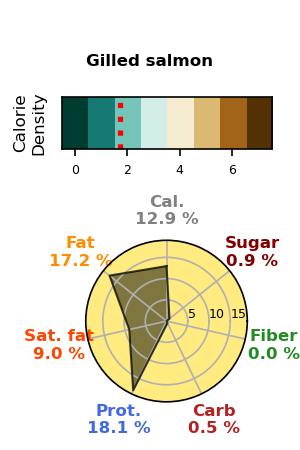 Gilled salmon
Calorie
Density
0 2 4 6
Cal.
12.9 %
Fat
17.2 %
Sugar
0.9 %
5 10 15
Sat. fat
9.0 %
Fiber
0.0 %
Prot.
18.1 %
Carb
0.5 %